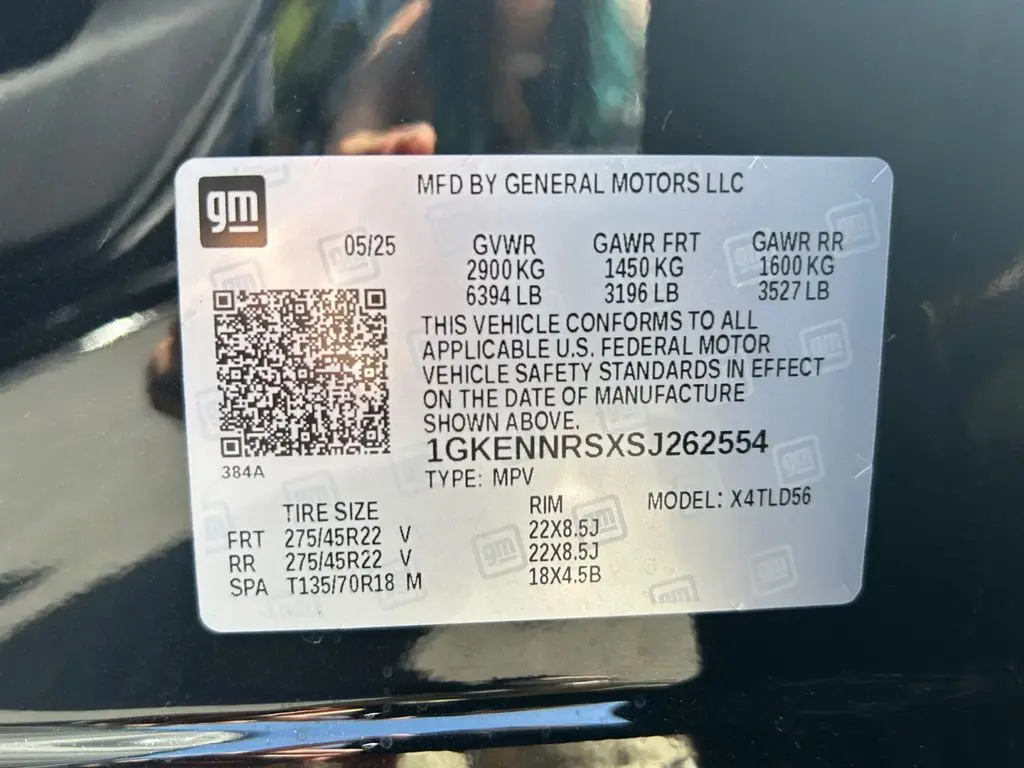 gm
MFD BY GENERAL MOTORS LLC
05/25 GVWR GAWR FRT GAWR RR
2900 KG 1450 KG 1600 KG
6394 LB 3196 LB 3527 LB
THIS VEHICLE CONFORMS TO ALL
APPLICABLE U.S. FEDERAL MOTOR
VEHICLE SAFETY STANDARDS IN EFFECT
ON THE DATE OF MANUFACTURE
SHOWN ABOVE.
1GKENNRSXSJ262554
384A
TYPE: MPV
TIRE SIZE RIM MODEL: X4TLD56
FRT 275/45R22 V 22X8.5J
RR 275/45R22 V 22X8.5J
SPA T135/70R18 M 18X4.5B